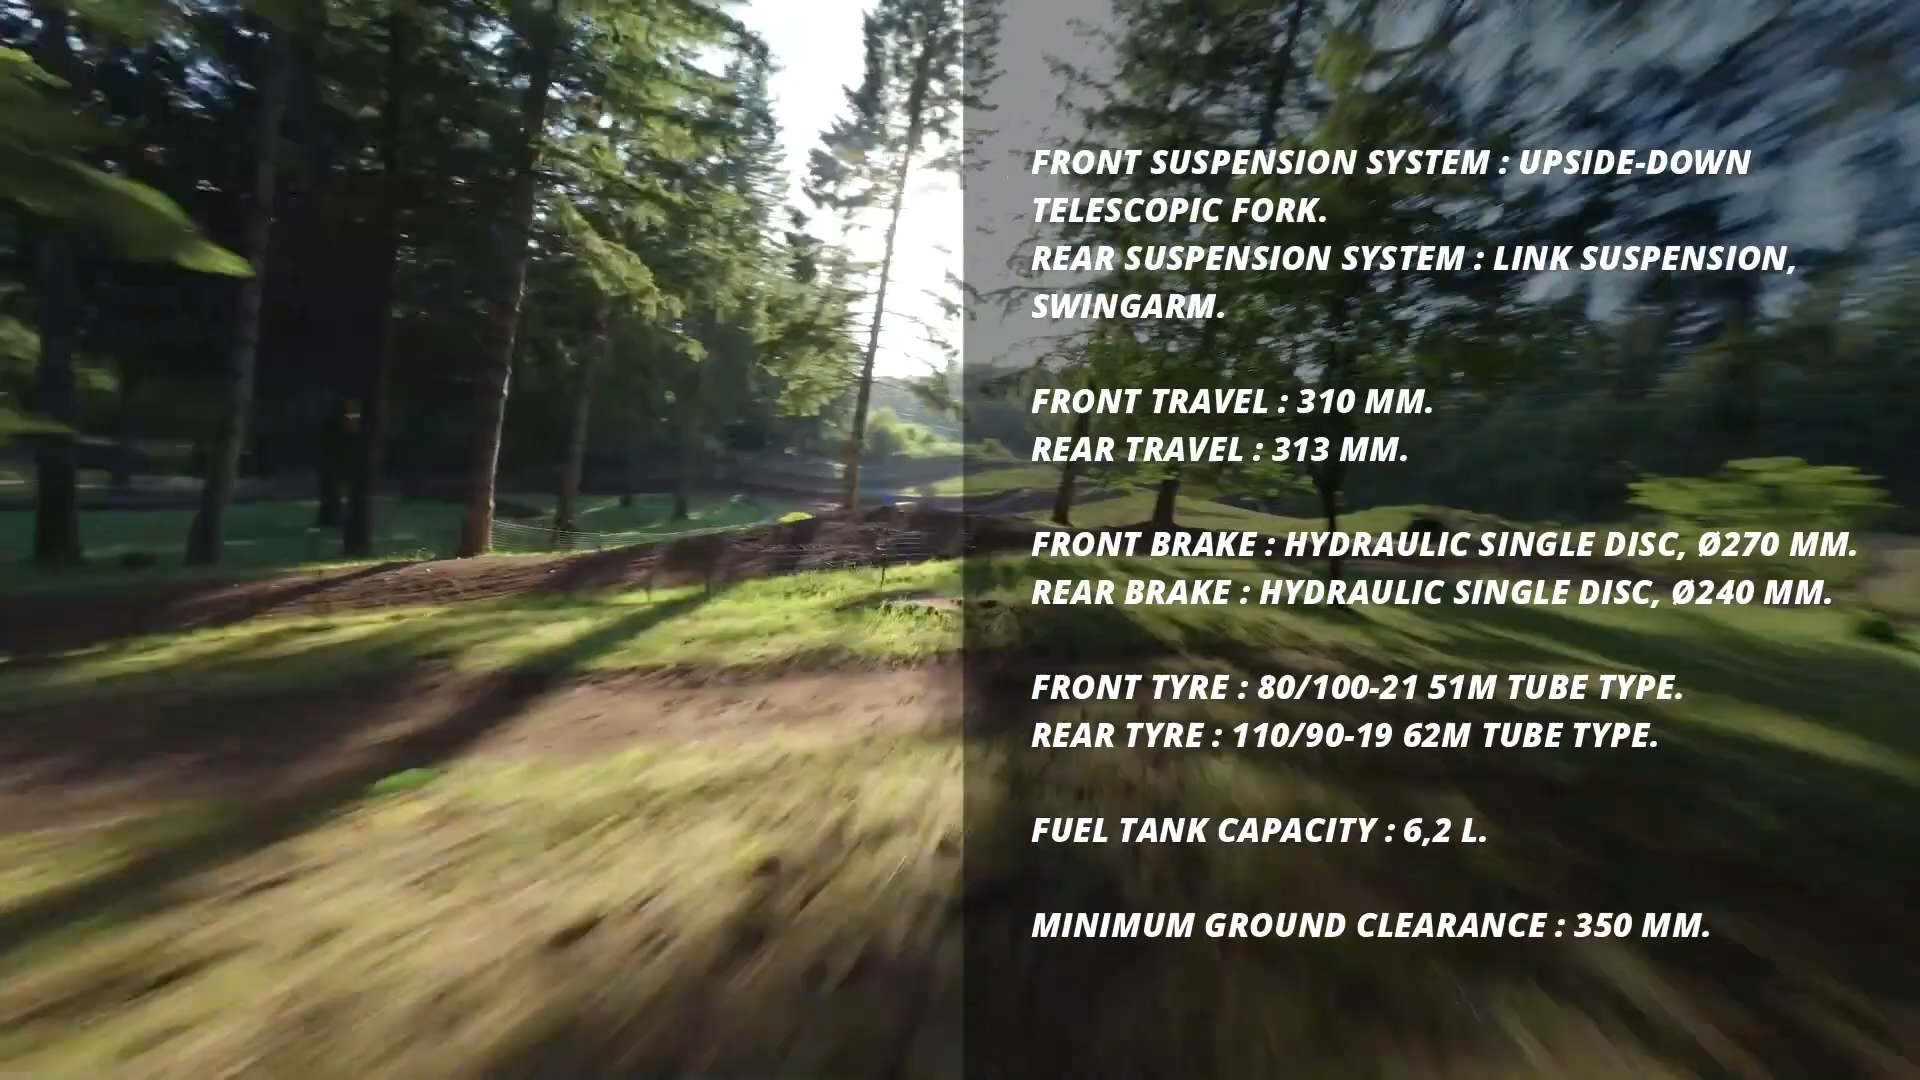 FRONT SUSPENSION SYSTEM : UPSIDE-DOWN
TELESCOPIC FORK.
REAR SUSPENSION SYSTEM : LINK SUSPENSION,
SWINGARM.
FRONT TRAVEL : 310 MM.
REAR TRAVEL : 313 MM.
FRONT BRAKE : HYDRAULIC SINGLE DISC, Ø270 MM.
REAR BRAKE : HYDRAULIC SINGLE DISC, Ø240 MM.
FRONT TYRE : 80/100-21 51M TUBE TYPE.
REAR TYRE : 110/90-19 62M TUBE TYPE.
FUEL TANK CAPACITY : 6,2 L.
MINIMUM GROUND CLEARANCE : 350 MM.